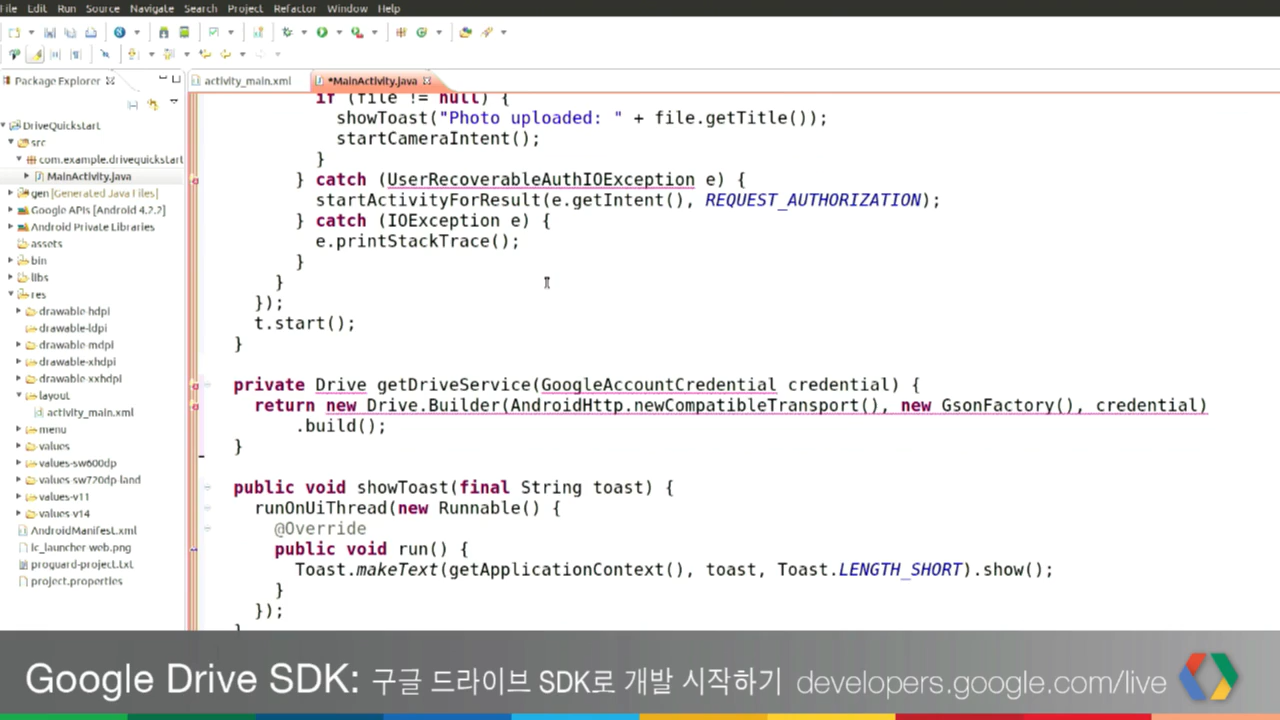 File Edit Run Source Navigate Search Project Refactor Window Help
Package Explorer
activity_main.xml
*MainActivity.java
DriveQuickstart
src
com.example.drivequickstart
MainActivity.java
gen [Generated Java Files]
Google APIs [Android 4.2.2]
Android Private Libraries
assets
bin
libs
res
drawable-hdpi
drawable-ldpi
drawable-mdpi
drawable-xhdpi
drawable-xxhdpi
layout
activity_main.xml
menu
values
values-sw600dp
values-sw720dp-land
values-v11
values-v14
AndroidManifest.xml
ic_launcher-web.png
proguard-project.txt
project.properties
if (file != null) {
showToast("Photo uploaded: " + file.getTitle());
startCameraIntent();
}
} catch (UserRecoverableAuthIOException e) {
startActivityForResult(e.getIntent(), REQUEST_AUTHORIZATION);
} catch (IOException e) {
e.printStackTrace();
}
}
});
t.start();
}
private Drive getDriveService(GoogleAccountCredential credential) {
return new Drive.Builder(AndroidHttp.newCompatibleTransport(), new GsonFactory(), credential)
.build();
}
public void showToast(final String toast) {
runOnUiThread(new Runnable() {
@Override
public void run() {
Toast.makeText(getApplicationContext(), toast, Toast.LENGTH_SHORT).show();
}
});
}
Google Drive SDK: 구글 드라이브 SDK로 개발 시작하기 developers.google.com/live